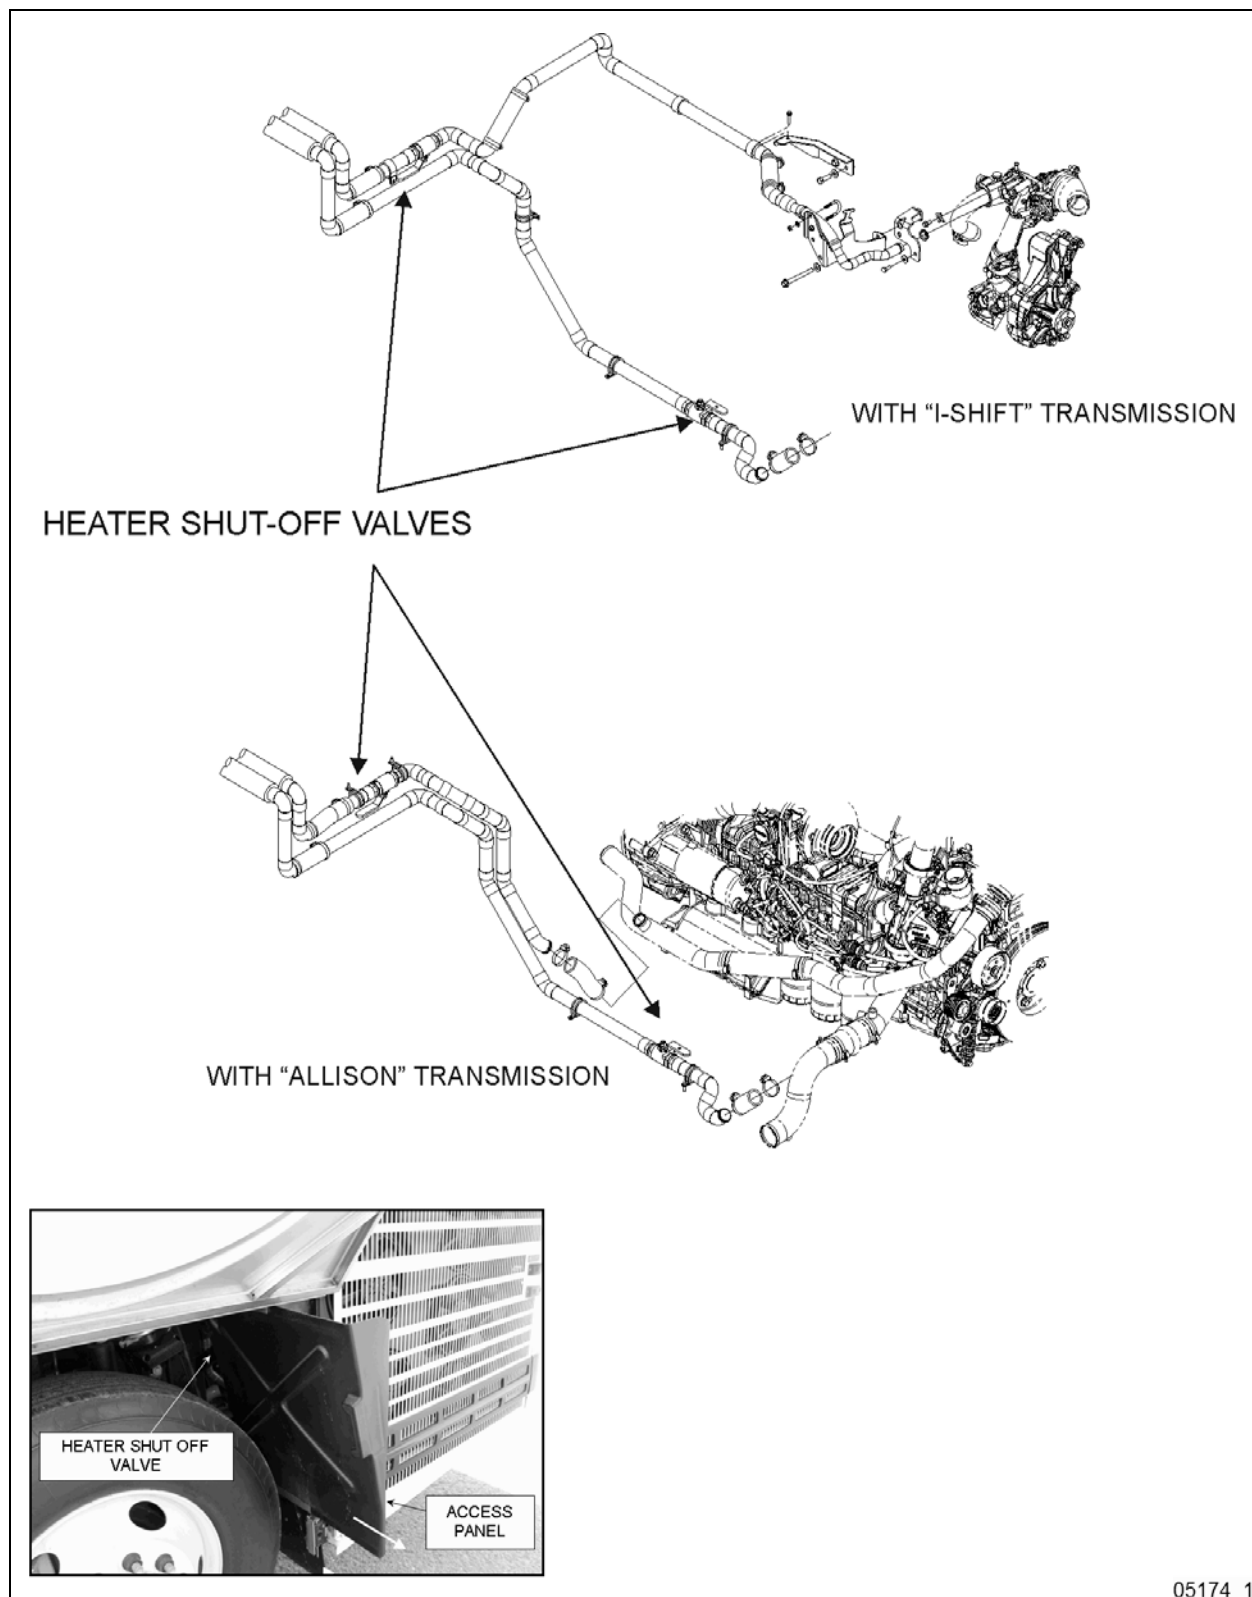 WITH “I-SHIFT” TRANSMISSION
HEATER SHUT-OFF VALVES
WITH “ALLISON” TRANSMISSION
HEATER SHUT OFF
VALVE
ACCESS
PANEL
05174_1